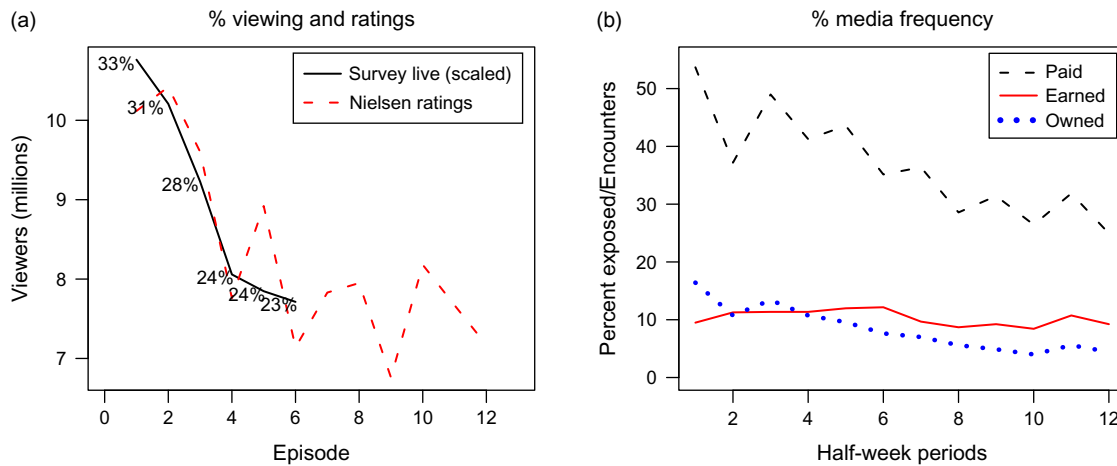 (a)
% viewing and ratings
Viewers (millions)
10
9
8
7
33%
31%
28%
24%
24%
23%
Survey live (scaled)
Nielsen ratings
0 2 4 6 8 10 12
Episode
(b)
% media frequency
Percent exposed/Encounters
50
40
30
20
10
0
Paid
Earned
Owned
2 4 6 8 10 12
Half-week periods